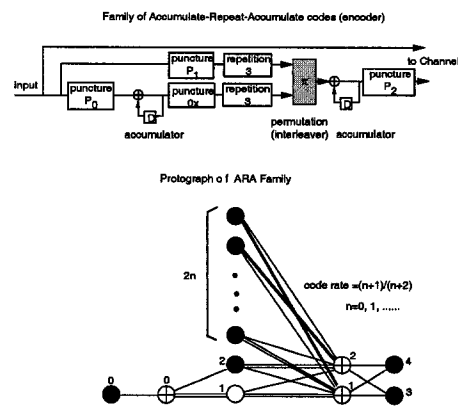 Family of Accumulate-Repeat-Accumulate codes (encoder)
to Channel
input
puncture P0
D
accumulator
puncture P1
repetition 3
puncture 0x
repetition 3
π
permutation (interleaver)
D
accumulator
puncture P2
Protograph of ARA Family
2n
code rate =(n+1)/(n+2)
n=0, 1, ......
0
0
2
1
2
1
4
3